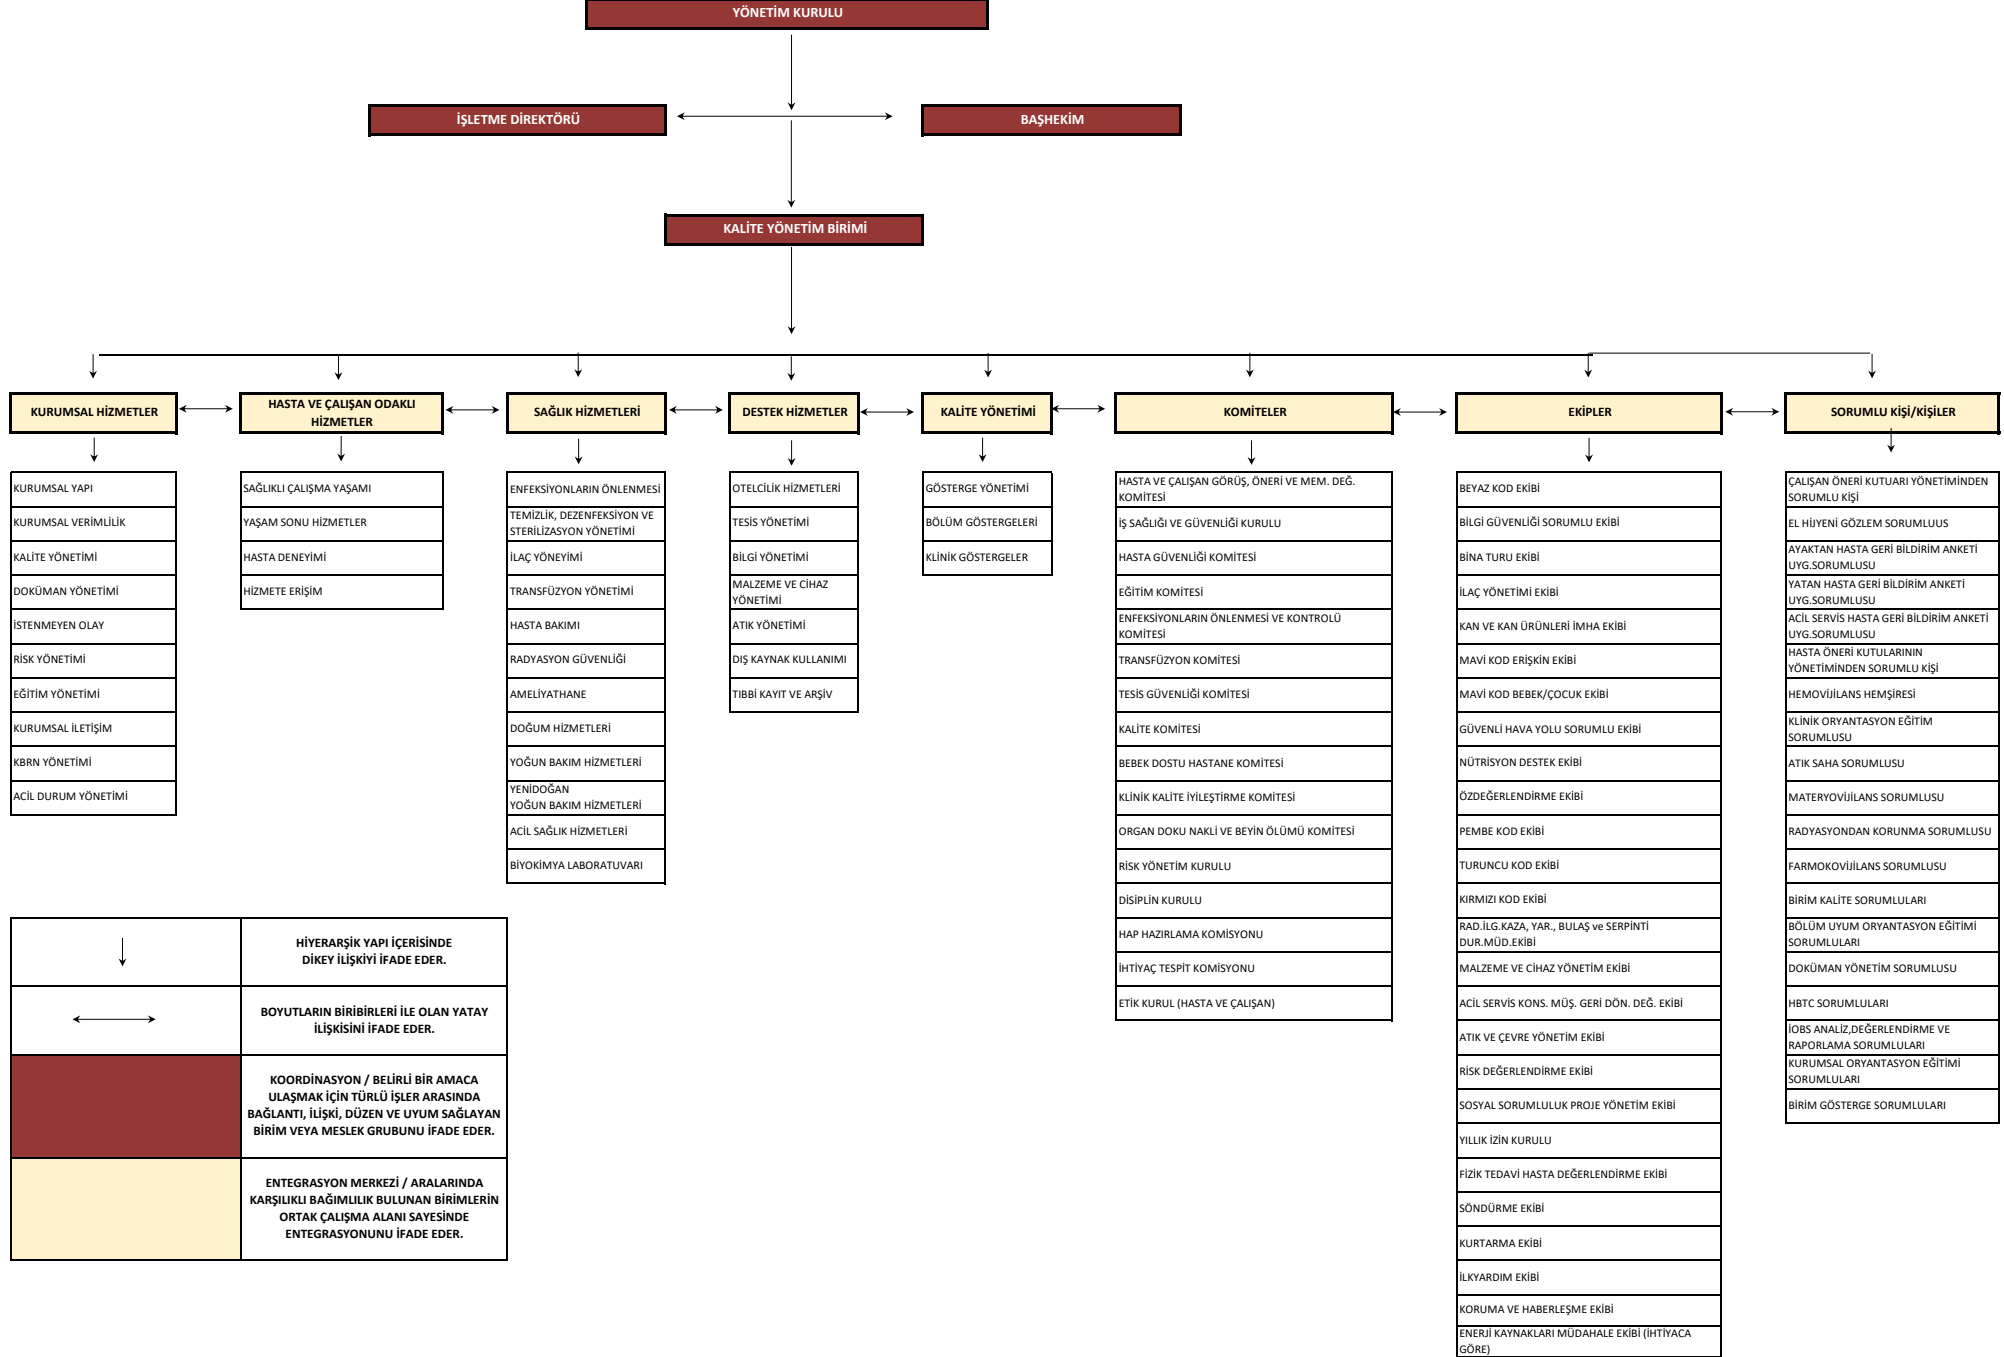 YÖNETİM KURULU
İŞLETME DİREKTÖRÜ
BAŞHEKİM
KALİTE YÖNETİM BİRİMİ
KURUMSAL HİZMETLER
HASTA VE ÇALIŞAN ODAKLI
HİZMETLER
SAĞLIK HİZMETLERİ
DESTEK HİZMETLER
KALİTE YÖNETİMİ
KOMİTELER
EKİPLER
SORUMLU KİŞİ/KİŞİLER
KURUMSAL YAPI
KURUMSAL VERİMLİLİK
KALİTE YÖNETİMİ
DOKÜMAN YÖNETİMİ
İSTENMEYEN OLAY
RİSK YÖNETİMİ
EĞİTİM YÖNETİMİ
KURUMSAL İLETİŞİM
KBRN YÖNETİMİ
ACİL DURUM YÖNETİMİ
SAĞLIKLI ÇALIŞMA YAŞAMI
YAŞAM SONU HİZMETLER
HASTA DENEYİMİ
HİZMETE ERİŞİM
ENFEKSİYONLARIN ÖNLENMESİ
TEMİZLİK, DEZENFEKSİYON VE
STERİLİZASYON YÖNETİMİ
İLAÇ YÖNEYİMİ
TRANSFÜZYON YÖNETİMİ
HASTA BAKIMI
RADYASYON GÜVENLİĞİ
AMELİYATHANE
DOĞUM HİZMETLERİ
YOĞUN BAKIM HİZMETLERİ
YENİDOĞAN
YOĞUN BAKIM HİZMETLERİ
ACİL SAĞLIK HİZMETLERİ
BİYOKİMYA LABORATUVARI
OTELCİLİK HİZMETLERİ
TESİS YÖNETİMİ
BİLGİ YÖNETİMİ
MALZEME VE CİHAZ
YÖNETİMİ
ATIK YÖNETİMİ
DIŞ KAYNAK KULLANIMI
TIBBİ KAYIT VE ARŞİV
GÖSTERGE YÖNETİMİ
BÖLÜM GÖSTERGELERİ
KLİNİK GÖSTERGELER
HASTA VE ÇALIŞAN GÖRÜŞ, ÖNERİ VE MEM. DEĞ.
KOMİTESİ
İŞ SAĞLIĞI VE GÜVENLİĞİ KURULU
HASTA GÜVENLİĞİ KOMİTESİ
EĞİTİM KOMİTESİ
ENFEKSİYONLARIN ÖNLENMESİ VE KONTROLÜ
KOMİTESİ
TRANSFÜZYON KOMİTESİ
TESİS GÜVENLİĞİ KOMİTESİ
KALİTE KOMİTESİ
BEBEK DOSTU HASTANE KOMİTESİ
KLİNİK KALİTE İYİLEŞTİRME KOMİTESİ
ORGAN DOKU NAKLİ VE BEYİN ÖLÜMÜ KOMİTESİ
RİSK YÖNETİM KURULU
DİSİPLİN KURULU
HAP HAZIRLAMA KOMİSYONU
İHTİYAÇ TESPİT KOMİSYONU
ETİK KURUL (HASTA VE ÇALIŞAN)
BEYAZ KOD EKİBİ
BİLGİ GÜVENLİĞİ SORUMLU EKİBİ
BİNA TURU EKİBİ
İLAÇ YÖNETİMİ EKİBİ
KAN VE KAN ÜRÜNLERİ İMHA EKİBİ
MAVİ KOD ERİŞKİN EKİBİ
MAVİ KOD BEBEK/ÇOCUK EKİBİ
GÜVENLİ HAVA YOLU SORUMLU EKİBİ
NÜTRİSYON DESTEK EKİBİ
ÖZDEĞERLENDİRME EKİBİ
PEMBE KOD EKİBİ
TURUNCU KOD EKİBİ
KIRMIZI KOD EKİBİ
RAD.İLG.KAZA, YAR., BULAŞ ve SERPİNTİ
DUR.MÜD.EKİBİ
MALZEME VE CİHAZ YÖNETİM EKİBİ
ACİL SERVİS KONS. MÜŞ. GERİ DÖN. DEĞ. EKİBİ
ATIK VE ÇEVRE YÖNETİM EKİBİ
RİSK DEĞERLENDİRME EKİBİ
SOSYAL SORUMLULUK PROJE YÖNETİM EKİBİ
YILLIK İZİN KURULU
FİZİK TEDAVİ HASTA DEĞERLENDİRME EKİBİ
SÖNDÜRME EKİBİ
KURTARMA EKİBİ
İLKYARDIM EKİBİ
KORUMA VE HABERLEŞME EKİBİ
ENERJİ KAYNAKLARI MÜDAHALE EKİBİ (İHTİYACA
GÖRE)
ÇALIŞAN ÖNERİ KUTUARI YÖNETİMİNDEN
SORUMLU KİŞİ
EL HİJYENİ GÖZLEM SORUMLUUS
AYAKTAN HASTA GERİ BİLDİRİM ANKETİ
UYG.SORUMLUSU
YATAN HASTA GERİ BİLDİRİM ANKETİ
UYG.SORUMLUSU
ACİL SERVİS HASTA GERİ BİLDİRİM ANKETİ
UYG.SORUMLUSU
HASTA ÖNERİ KUTULARININ
YÖNETİMİNDEN SORUMLU KİŞİ
HEMOVİJİLANS HEMŞİRESİ
KLİNİK ORYANTASYON EĞİTİM
SORUMLUSU
ATIK SAHA SORUMLUSU
MATERYOVİJİLANS SORUMLUSU
RADYASYONDAN KORUNMA SORUMLUSU
FARMOKOVİJİLANS SORUMLUSU
BİRİM KALİTE SORUMLULARI
BÖLÜM UYUM ORYANTASYON EĞİTİMİ
SORUMLULARI
DOKÜMAN YÖNETİM SORUMLUSU
HBTC SORUMLULARI
İOBS ANALİZ,DEĞERLENDİRME VE
RAPORLAMA SORUMLULARI
KURUMSAL ORYANTASYON EĞİTİMİ
SORUMLULARI
BİRİM GÖSTERGE SORUMLULARI
HİYERARŞİK YAPI İÇERİSİNDE
DİKEY İLİŞKİYİ İFADE EDER.
BOYUTLARIN BİRİBİRLERİ İLE OLAN YATAY
İLİŞKİSİNİ İFADE EDER.
KOORDİNASYON / BELİRLİ BİR AMACA
ULAŞMAK İÇİN TÜRLÜ İŞLER ARASINDA
BAĞLANTI, İLİŞKİ, DÜZEN VE UYUM SAĞLAYAN
BİRİM VEYA MESLEK GRUBUNU İFADE EDER.
ENTEGRASYON MERKEZİ / ARALARINDA
KARŞILIKLI BAĞIMLILIK BULUNAN BİRİMLERİN
ORTAK ÇALIŞMA ALANI SAYESİNDE
ENTEGRASYONUNU İFADE EDER.